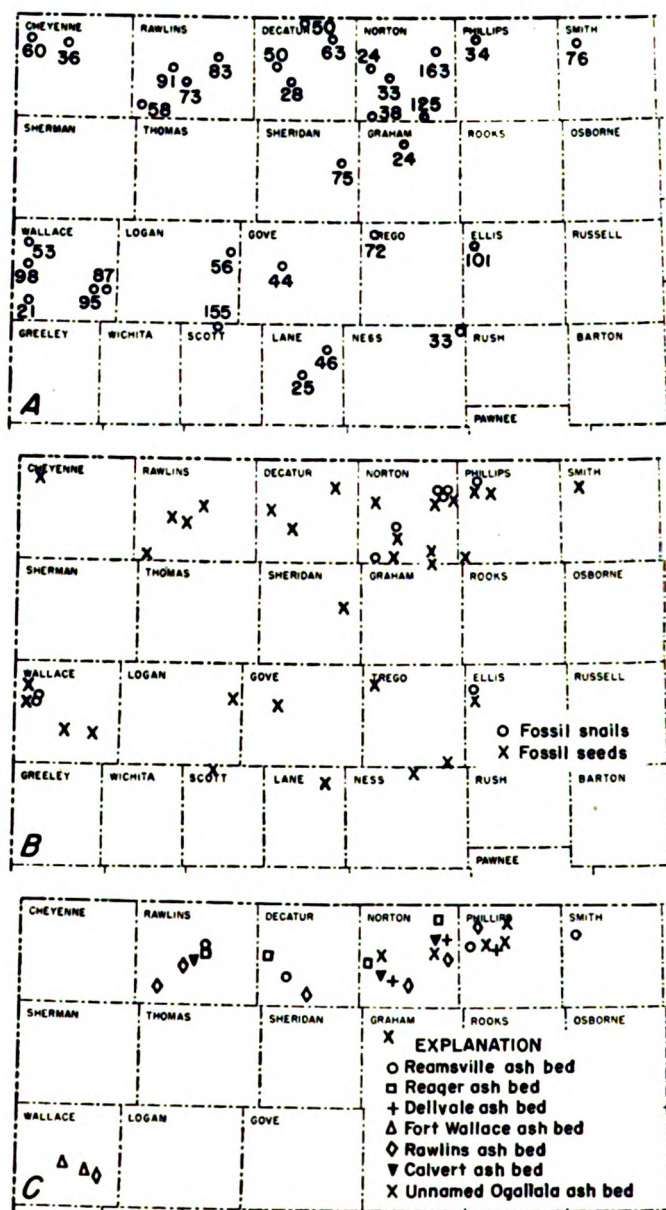 CHEYENNE RAWLINS DECATUR 50 NORTON PHILLIPS SMITH
60 36 91 83 50 63 24 163 34 76
73 28 33
58 38 125
SHERMAN THOMAS SHERIDAN GRAHAM ROOKS OSBORNE
75 24
WALLACE LOGAN GOVE TREGO ELLIS RUSSELL
53 56 44 72 101
98 87
21 95 155
GREELEY WICHITA SCOTT LANE NESS 33 RUSH BARTON
46
25
A PAWNEE
CHEYENNE RAWLINS DECATUR NORTON PHILLIPS SMITH
SHERMAN THOMAS SHERIDAN GRAHAM ROOKS OSBORNE
WALLACE LOGAN GOVE TREGO ELLIS RUSSELL
O Fossil snails
X Fossil seeds
GREELEY WICHITA SCOTT LANE NESS RUSH BARTON
B PAWNEE
CHEYENNE RAWLINS DECATUR NORTON PHILLIPS SMITH
SHERMAN THOMAS SHERIDAN GRAHAM ROOKS OSBORNE
EXPLANATION
Reamsville ash bed
Reager ash bed
Dellvale ash bed
WALLACE LOGAN GOVE
Fort Wallace ash bed
Rawlins ash bed
Calvert ash bed
C
X Unnamed Ogallala ash bed